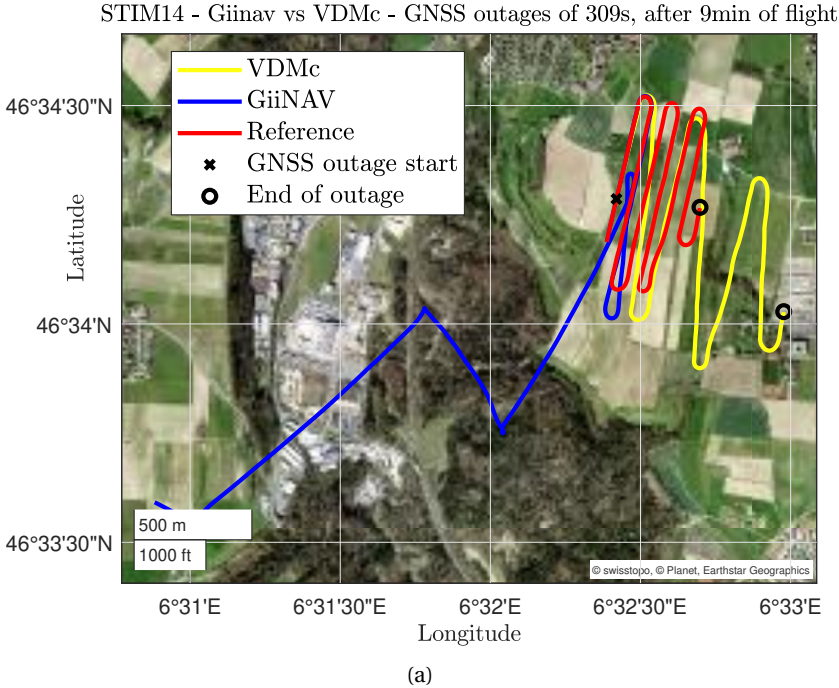 STIM14 - Giinav vs VDMc - GNSS outages of 309s, after 9min of flight
VDMc
GiiNAV
Reference
GNSS outage start
End of outage
46°34'30"N
46°34'N
46°33'30"N
Latitude
500 m
1000 ft
© swisstopo, © Planet, Earthstar Geographics
6°31'E
6°31'30"E
6°32'E
6°32'30"E
6°33'E
Longitude
(a)